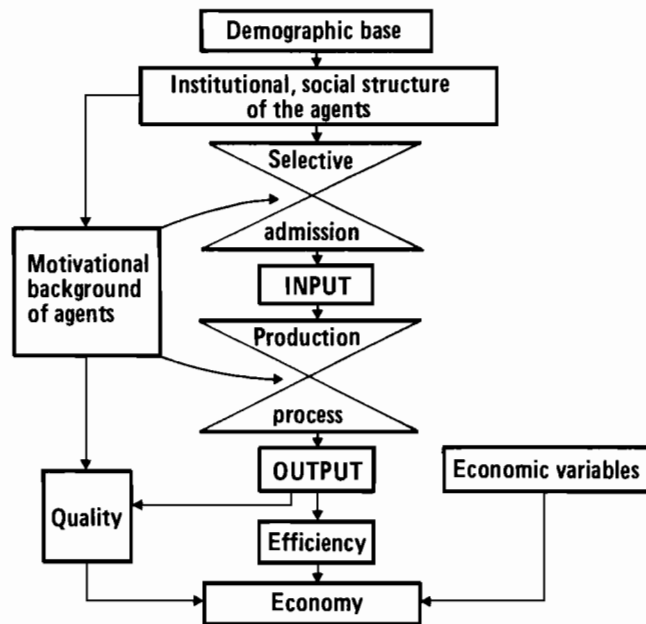 Demographic base
Institutional, social structure
of the agents
Selective
admission
Motivational
background
of agents
INPUT
Production
process
OUTPUT
Economic variables
Quality
Efficiency
Economy